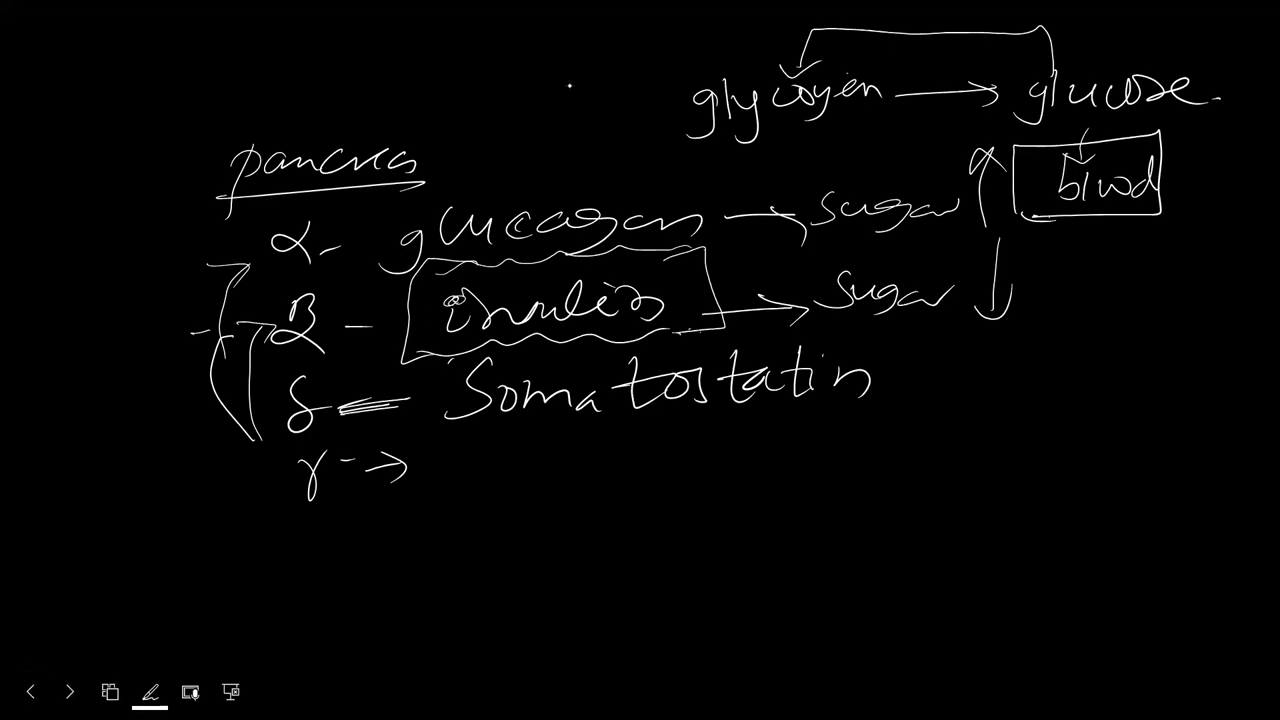 glycogen → glucose.
pancreas
blood
α - glucagon → sugar ↑
β - insulin → sugar ↓
δ ← Somatostatin
γ - →